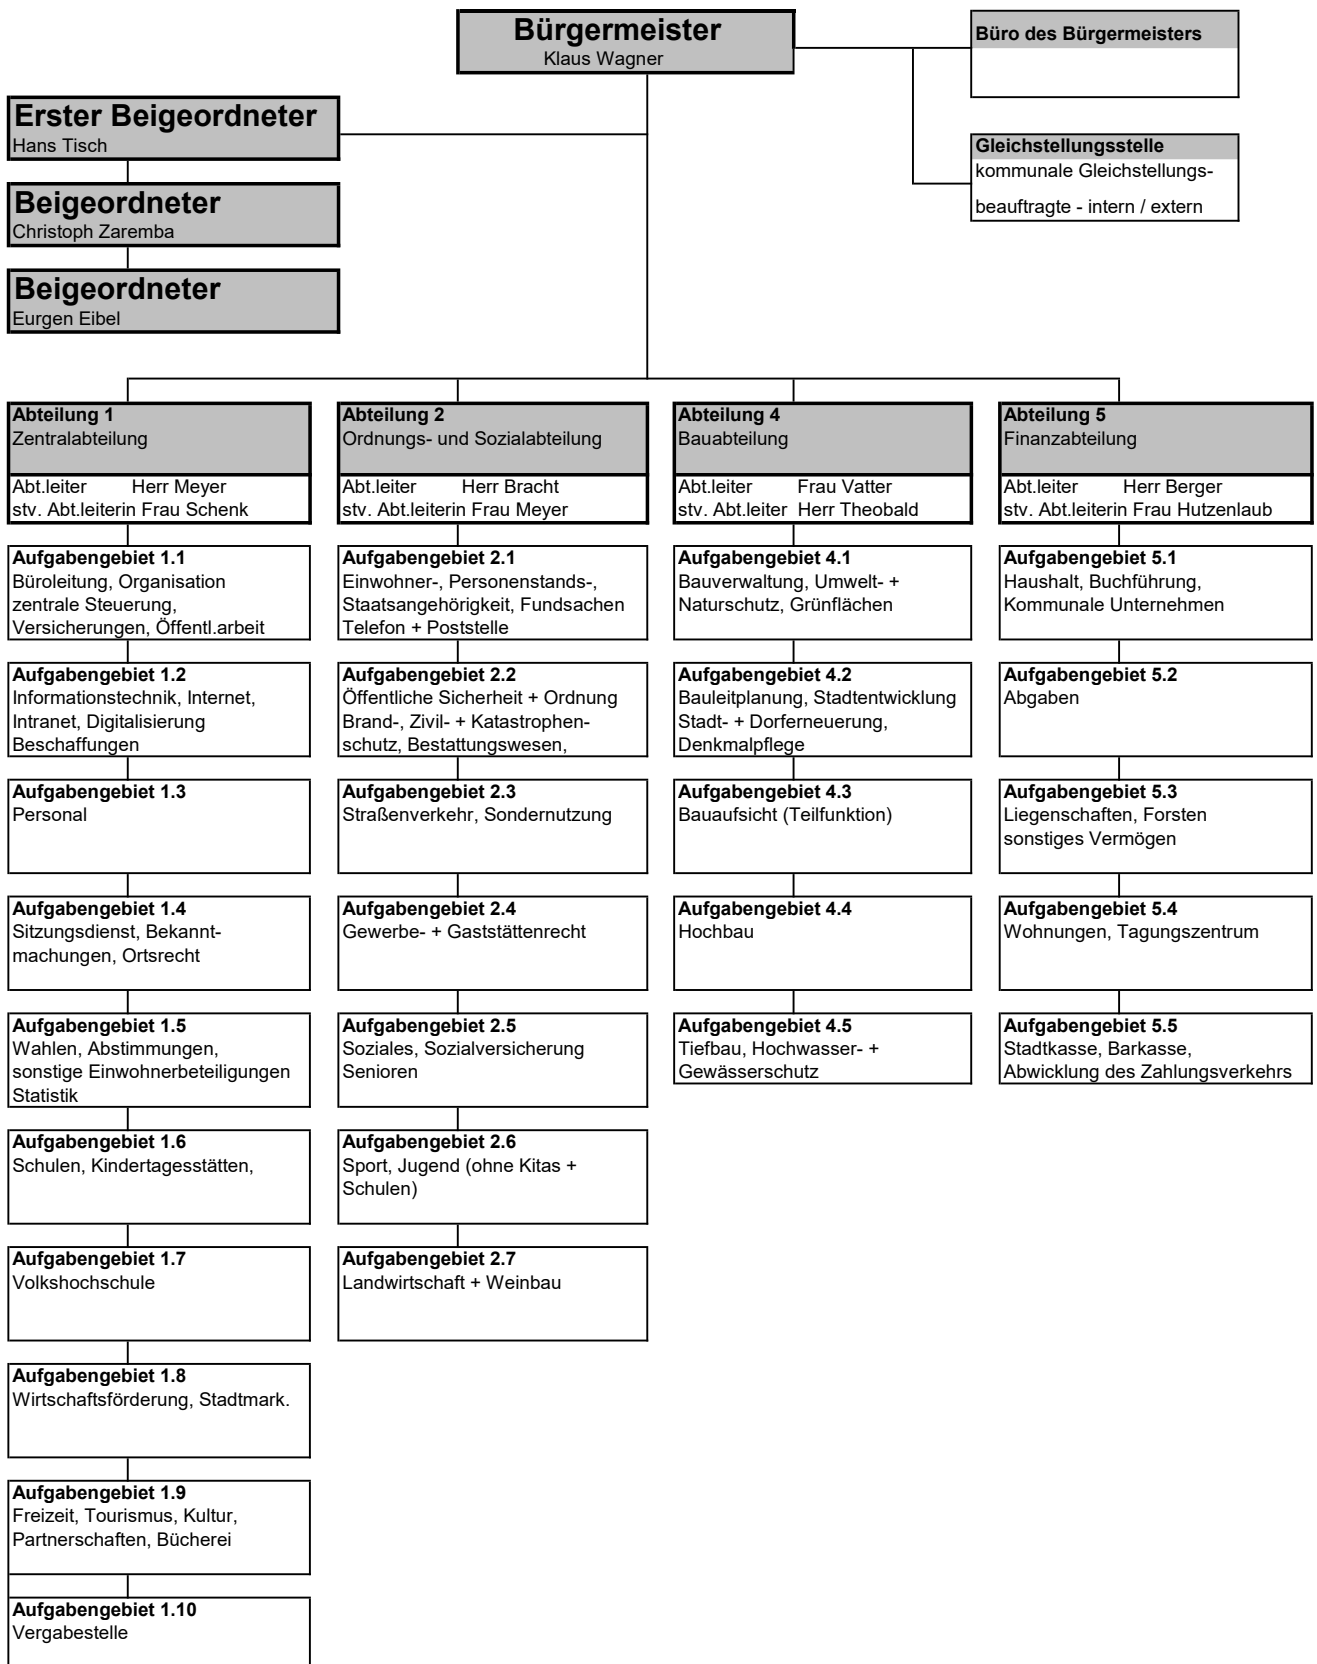 Bürgermeister
Klaus Wagner
Büro des Bürgermeisters
Erster Beigeordneter
Hans Tisch
Gleichstellungsstelle
kommunale Gleichstellungs-
beauftragte - intern / extern
Beigeordneter
Christoph Zaremba
Beigeordneter
Eurgen Eibel
Abteilung 1
Zentralabteilung
Abt.leiter Herr Meyer
stv. Abt.leiterin Frau Schenk
Aufgabengebiet 1.1
Büroleitung, Organisation
zentrale Steuerung,
Versicherungen, Öffentl.arbeit
Aufgabengebiet 1.2
Informationstechnik, Internet,
Intranet, Digitalisierung
Beschaffungen
Aufgabengebiet 1.3
Personal
Aufgabengebiet 1.4
Sitzungsdienst, Bekannt-
machungen, Ortsrecht
Aufgabengebiet 1.5
Wahlen, Abstimmungen,
sonstige Einwohnerbeteiligungen
Statistik
Aufgabengebiet 1.6
Schulen, Kindertagesstätten,
Aufgabengebiet 1.7
Volkshochschule
Aufgabengebiet 1.8
Wirtschaftsförderung, Stadtmark.
Aufgabengebiet 1.9
Freizeit, Tourismus, Kultur,
Partnerschaften, Bücherei
Aufgabengebiet 1.10
Vergabestelle
Abteilung 2
Ordnungs- und Sozialabteilung
Abt.leiter Herr Bracht
stv. Abt.leiterin Frau Meyer
Aufgabengebiet 2.1
Einwohner-, Personenstands-,
Staatsangehörigkeit, Fundsachen
Telefon + Poststelle
Aufgabengebiet 2.2
Öffentliche Sicherheit + Ordnung
Brand-, Zivil- + Katastrophen-
schutz, Bestattungswesen,
Aufgabengebiet 2.3
Straßenverkehr, Sondernutzung
Aufgabengebiet 2.4
Gewerbe- + Gaststättenrecht
Aufgabengebiet 2.5
Soziales, Sozialversicherung
Senioren
Aufgabengebiet 2.6
Sport, Jugend (ohne Kitas +
Schulen)
Aufgabengebiet 2.7
Landwirtschaft + Weinbau
Abteilung 4
Bauabteilung
Abt.leiter Frau Vatter
stv. Abt.leiter Herr Theobald
Aufgabengebiet 4.1
Bauverwaltung, Umwelt- +
Naturschutz, Grünflächen
Aufgabengebiet 4.2
Bauleitplanung, Stadtentwicklung
Stadt- + Dorferneuerung,
Denkmalpflege
Aufgabengebiet 4.3
Bauaufsicht (Teilfunktion)
Aufgabengebiet 4.4
Hochbau
Aufgabengebiet 4.5
Tiefbau, Hochwasser- +
Gewässerschutz
Abteilung 5
Finanzabteilung
Abt.leiter Herr Berger
stv. Abt.leiterin Frau Hutzenlaub
Aufgabengebiet 5.1
Haushalt, Buchführung,
Kommunale Unternehmen
Aufgabengebiet 5.2
Abgaben
Aufgabengebiet 5.3
Liegenschaften, Forsten
sonstiges Vermögen
Aufgabengebiet 5.4
Wohnungen, Tagungszentrum
Aufgabengebiet 5.5
Stadtkasse, Barkasse,
Abwicklung des Zahlungsverkehrs